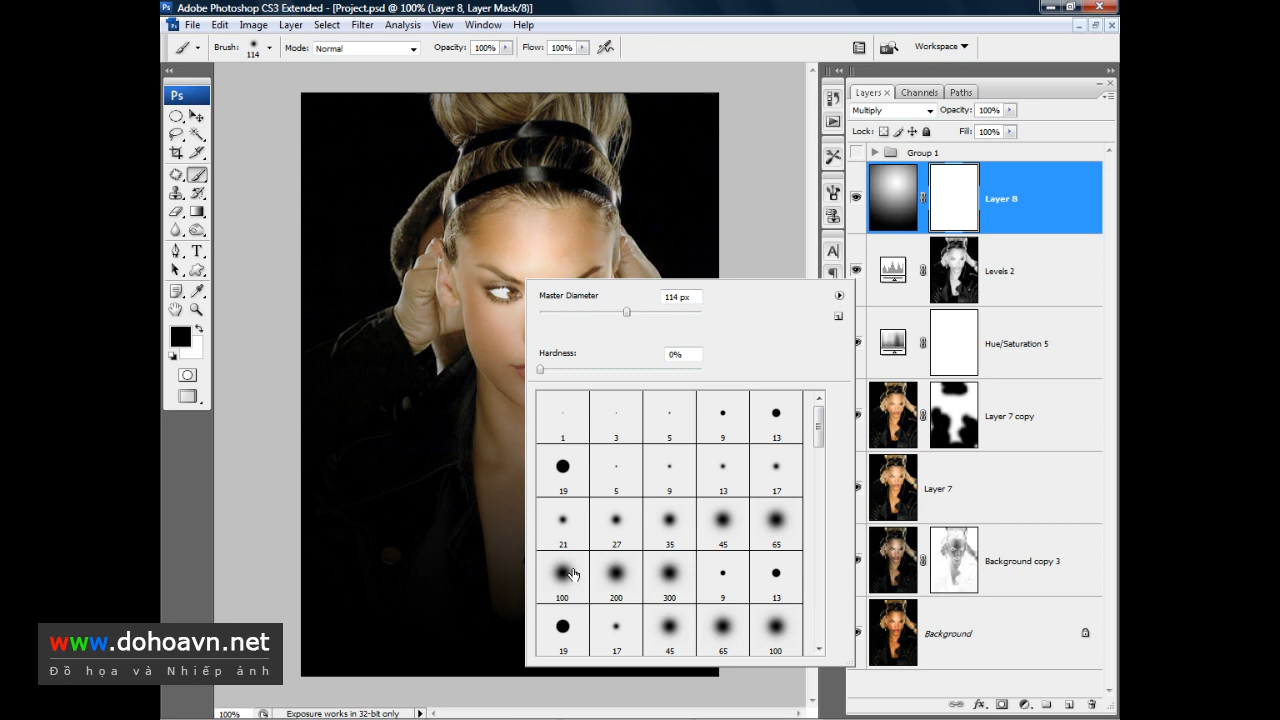 Adobe Photoshop CS3 Extended - [Project.psd @ 100% (Layer 8, Layer Mask/8)]
File Edit Image Layer Select Filter Analysis View Window Help
Brush: 114 Mode: Normal Opacity: 100% Flow: 100% Workspace
Ps
Layers x Channels Paths
Multiply Opacity: 100%
Lock: Fill: 100%
Group 1
Layer 8
Levels 2
Hue/Saturation 5
Layer 7 copy
Layer 7
Background copy 3
Background
Master Diameter 114 px
Hardness: 0%
1 3 5 9 13
19 5 9 13 17
21 27 35 45 65
100 200 300 9 13
19 17 45 65 100
www.dohoavn.net
Đồ họa và Nhiếp ảnh
100% Exposure works in 32-bit only